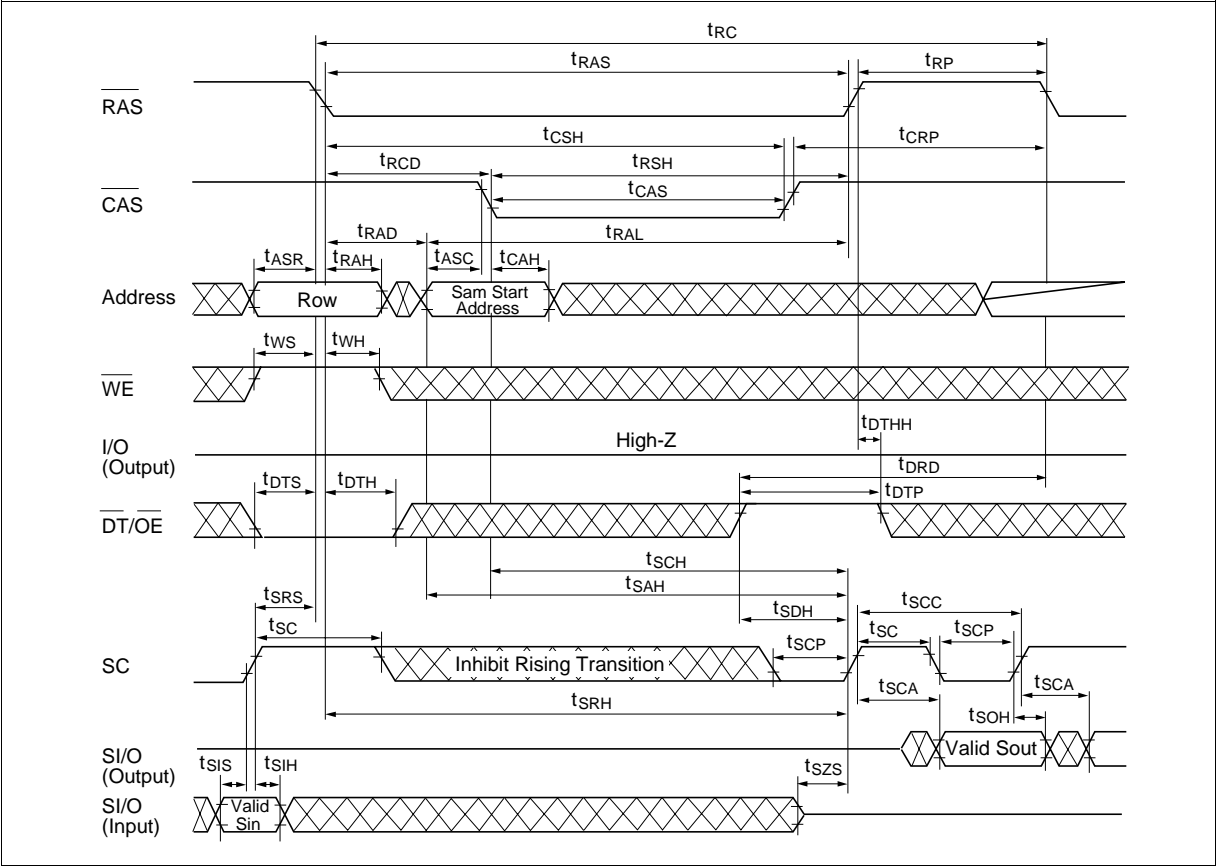 tRC
tRAS
tRP
RAS
tCSH
tCRP
tRCD
tRSH
CAS
tCAS
tRAD
tRAL
tASR
tRAH
tASC
tCAH
Address
Row
Sam Start
Address
tWS
tWH
WE
tDTHH
I/O
(Output)
High-Z
tDRD
tDTS
tDTH
tDTP
DT/OE
tSCH
tSAH
tSRS
tSDH
tSCC
tSC
tSCP
tSC
tSCP
SC
Inhibit Rising Transition
tSCA
tSCA
tSRH
tSOH
SI/O
(Output)
Valid Sout
tSIS
tSIH
tSZS
SI/O
(Input)
Valid
Sin